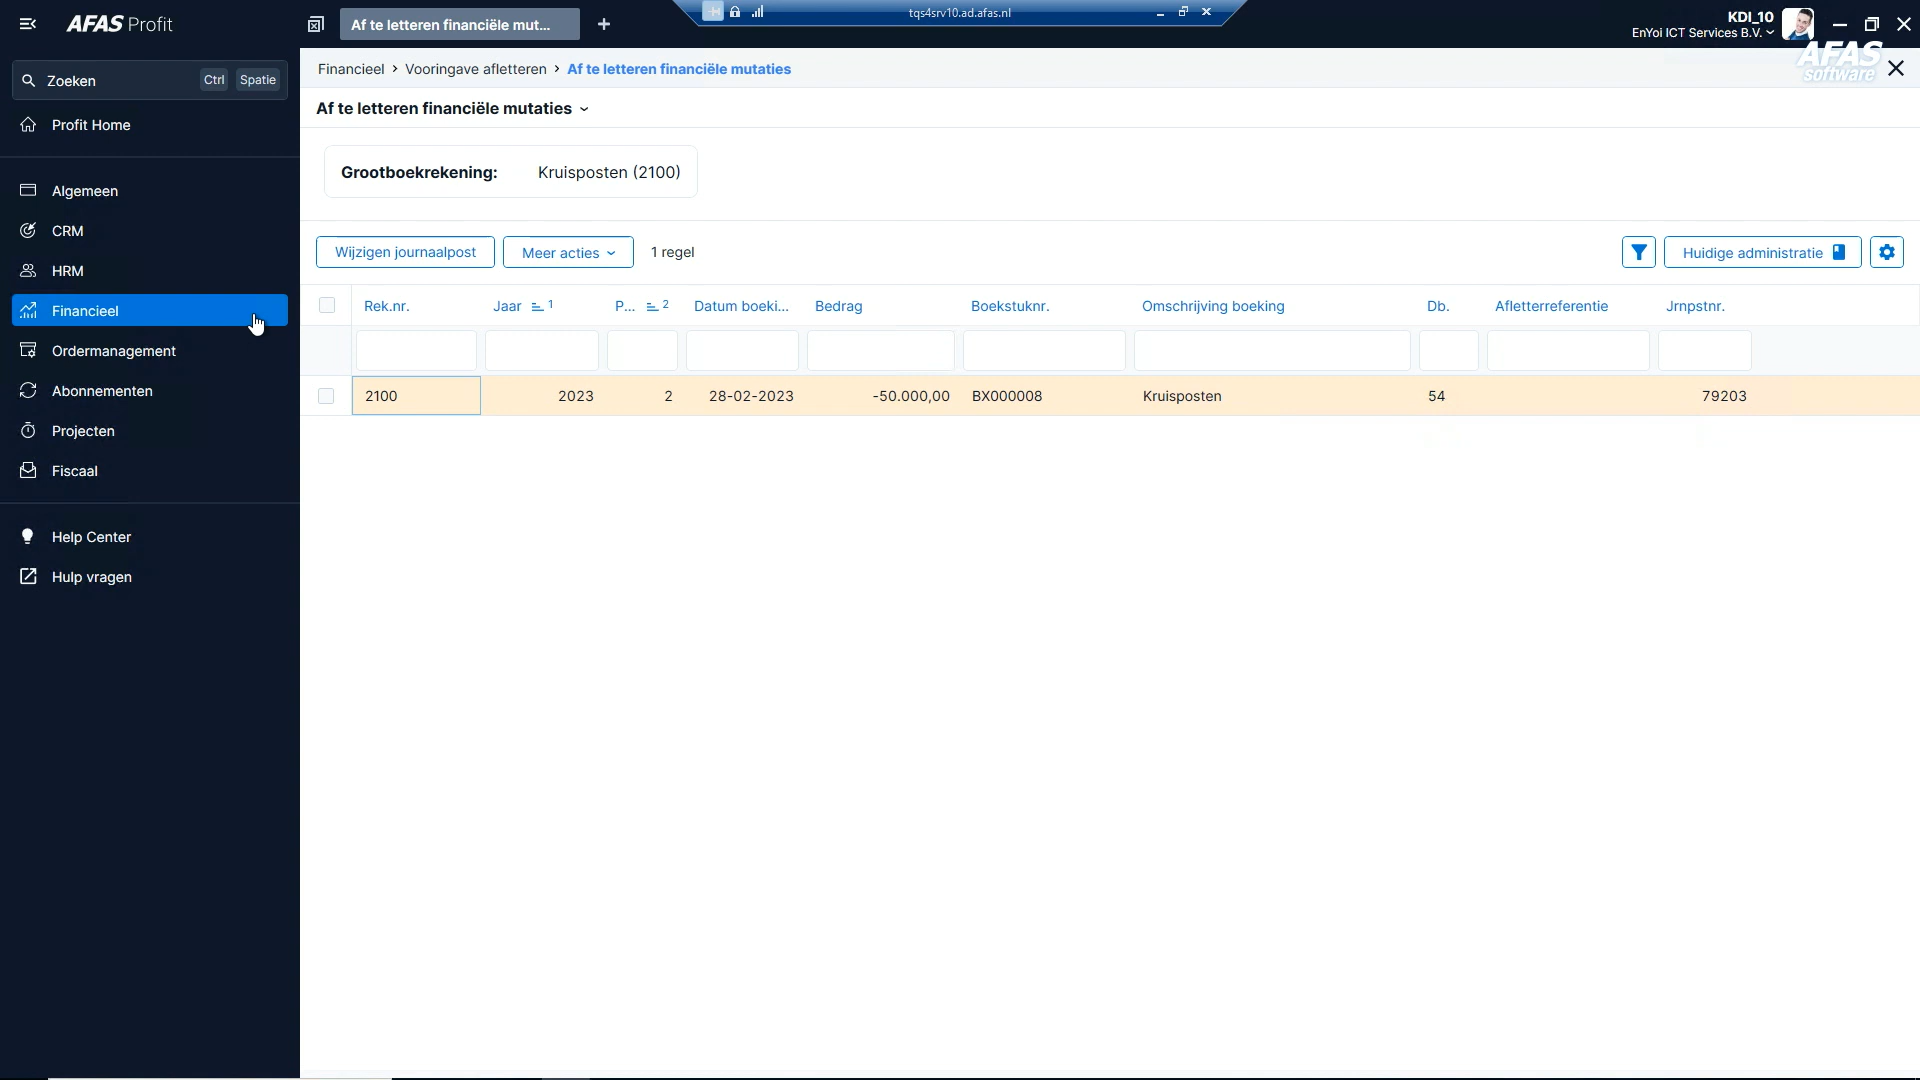 AFAS Profit
Af te letteren financiële mut...
tqs4srv10.ad.afas.nl
KDI_10
EnYoi ICT Services B.V.
AFAS
software
Zoeken Ctrl Spatie
Financieel > Vooringave afletteren > Af te letteren financiële mutaties
Af te letteren financiële mutaties
Profit Home
Grootboekrekening: Kruisposten (2100)
Algemeen
CRM
HRM
Financieel
Ordermanagement
Abonnementen
Projecten
Fiscaal
Help Center
Hulp vragen
Wijzigen journaalpost Meer acties 1 regel Huidige administratie
Rek.nr. Jaar 1 P... 2 Datum boeki... Bedrag Boekstuknr. Omschrijving boeking Db. Afletterreferentie Jrnpstnr.
2100 2023 2 28-02-2023 -50.000,00 BX000008 Kruisposten 54 79203